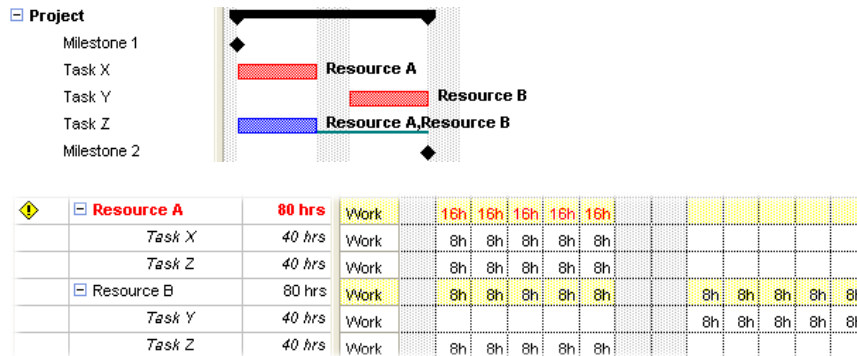 Project
Milestone 1
Task X Resource A
Task Y Resource B
Task Z Resource A,Resource B
Milestone 2
Resource A 80 hrs Work 16h 16h 16h 16h 16h
Task X 40 hrs Work 8h 8h 8h 8h 8h
Task Z 40 hrs Work 8h 8h 8h 8h 8h
Resource B 80 hrs Work 8h 8h 8h 8h 8h 8h 8h 8h 8h
Task Y 40 hrs Work 8h 8h 8h 8h
Task Z 40 hrs Work 8h 8h 8h 8h 8h